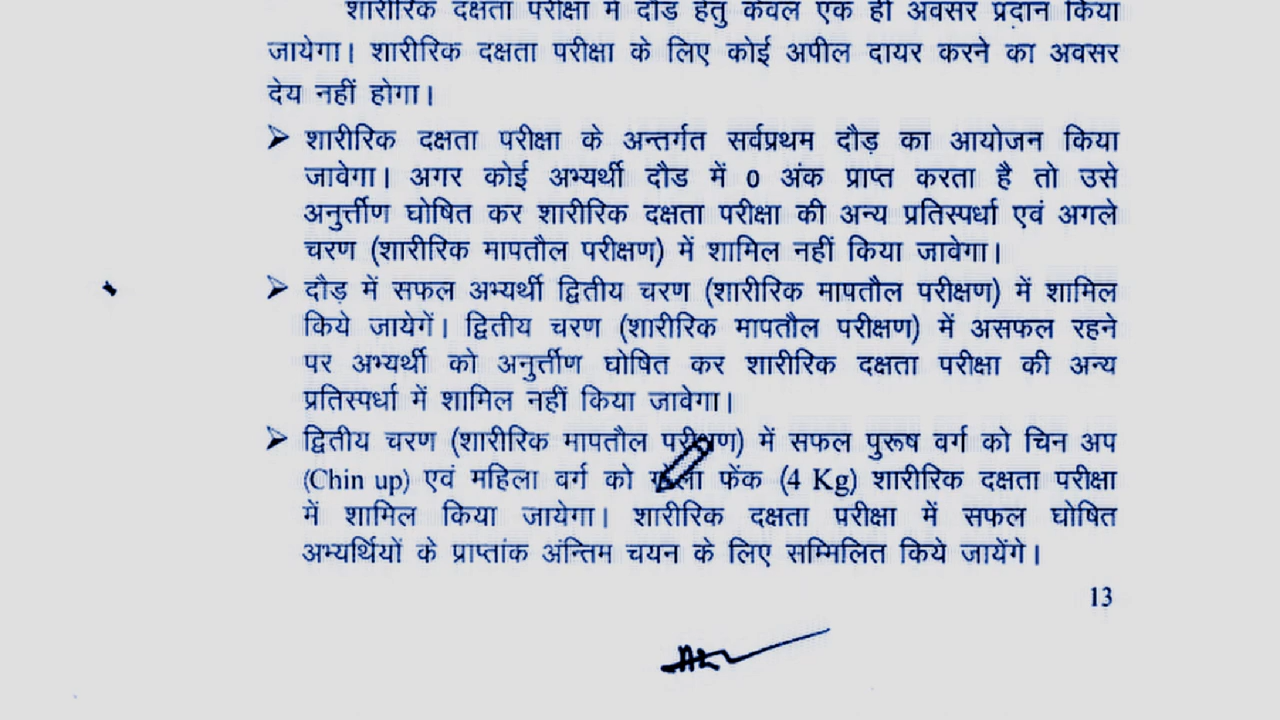 शारीरिक दक्षता परीक्षा में दौड हेतु केवल एक ही अवसर प्रदान किया
जायेगा। शारीरिक दक्षता परीक्षा के लिए कोई अपील दायर करने का अवसर
देय नहीं होगा।
➢ शारीरिक दक्षता परीक्षा के अन्तर्गत सर्वप्रथम दौड़ का आयोजन किया
जावेगा। अगर कोई अभ्यर्थी दौड में 0 अंक प्राप्त करता है तो उसे
अनुर्त्तीण घोषित कर शारीरिक दक्षता परीक्षा की अन्य प्रतिस्पर्धा एवं अगले
चरण (शारीरिक मापतौल परीक्षण) में शामिल नहीं किया जावेगा।
➢ दौड़ में सफल अभ्यर्थी द्वितीय चरण (शारीरिक मापतौल परीक्षण) में शामिल
किये जायेगें। द्वितीय चरण (शारीरिक मापतौल परीक्षण) में असफल रहने
पर अभ्यर्थी को अनुर्त्तीण घोषित कर शारीरिक दक्षता परीक्षा की अन्य
प्रतिस्पर्धा में शामिल नहीं किया जावेगा।
➢ द्वितीय चरण (शारीरिक मापतौल परीक्षण) में सफल पुरूष वर्ग को चिन अप
(Chin up) एवं महिला वर्ग को गोला फेंक (4 Kg) शारीरिक दक्षता परीक्षा
में शामिल किया जायेगा। शारीरिक दक्षता परीक्षा में सफल घोषित
अभ्यर्थियों के प्राप्तांक अंन्तिम चयन के लिए सम्मिलित किये जायेंगे।
13